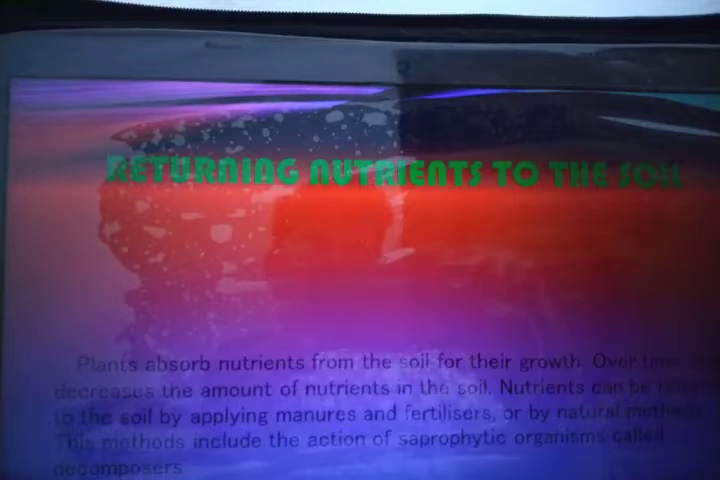 RETURNING NUTRIENTS TO THE SOIL
Plants absorb nutrients from the soil for their growth. Over time
decreases the amount of nutrients in the soil. Nutrients can be
to the soil by applying manures and fertilisers, or by natural methods
This methods include the action of saprophytic organisms called
decomposers